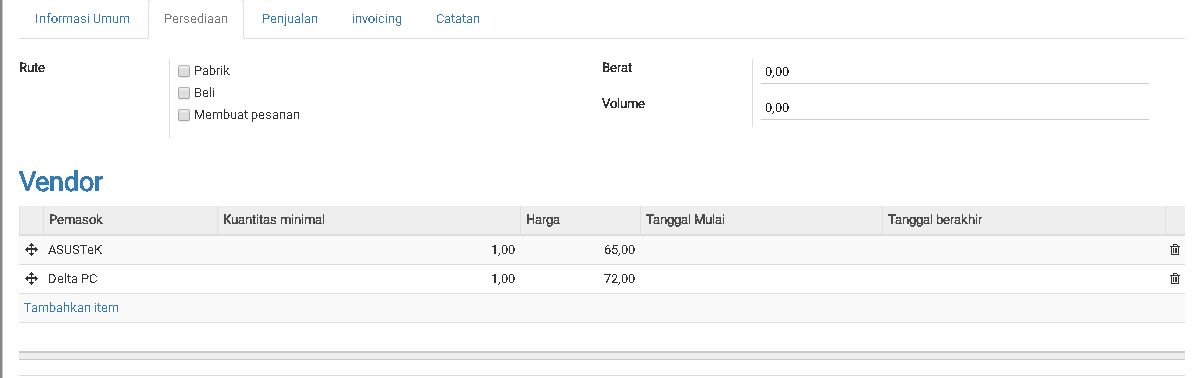 Informasi Umum Persediaan Penjualan invoicing Catatan
Rute
Pabrik
Beli
Membuat pesanan
Berat 0,00
Volume 0,00
Vendor
Pemasok Kuantitas minimal Harga Tanggal Mulai Tanggal berakhir
ASUSTeK 1,00 65,00
Delta PC 1,00 72,00
Tambahkan item